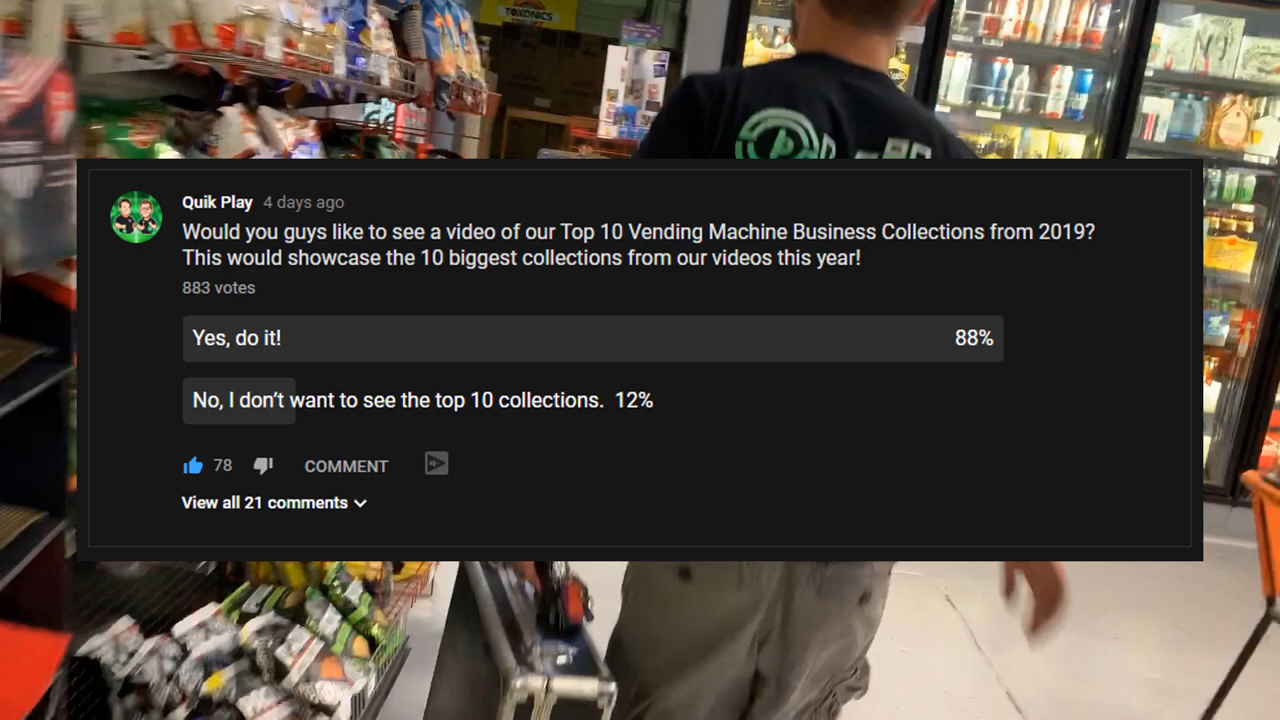 TOXONICS
Quik Play 4 days ago
Would you guys like to see a video of our Top 10 Vending Machine Business Collections from 2019?
This would showcase the 10 biggest collections from our videos this year!
883 votes
Yes, do it! 88%
No, I don't want to see the top 10 collections. 12%
78 COMMENT
View all 21 comments